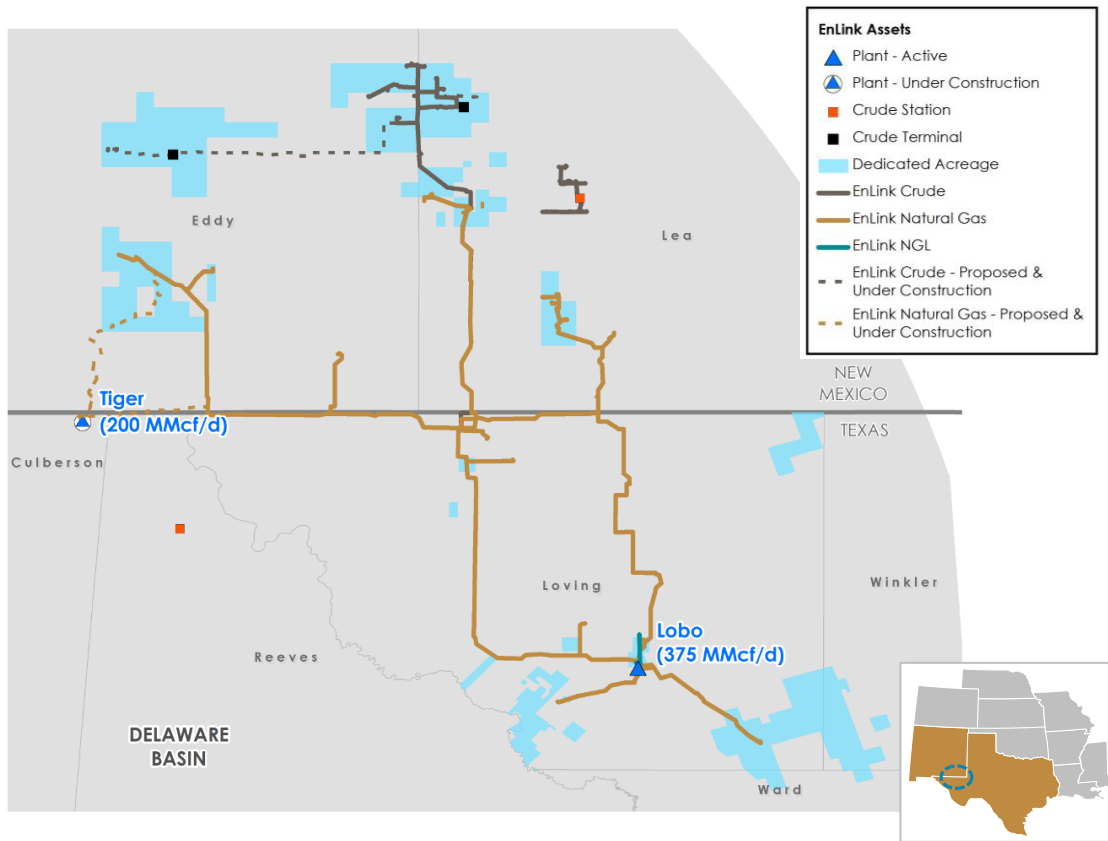 EnLink Assets
Plant - Active
Plant - Under Construction
Crude Station
Crude Terminal
Dedicated Acreage
EnLink Crude
EnLink Natural Gas
EnLink NGL
EnLink Crude - Proposed &
Under Construction
EnLink Natural Gas - Proposed &
Under Construction
Eddy
Lea
NEW
MEXICO
TEXAS
Tiger
(200 MMcf/d)
Culberson
Loving
Winkler
Lobo
(375 MMcf/d)
Reeves
DELAWARE
BASIN
Ward